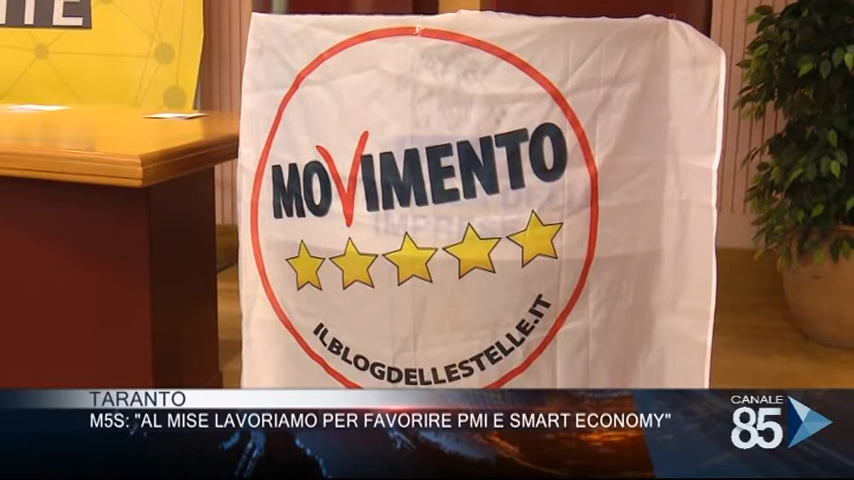 MOVIMENTO
ILBLOGDELLESTELLE.IT
TARANTO
M5S: "AL MISE LAVORIAMO PER FAVORIRE PMI E SMART ECONOMY"
CANALE
85